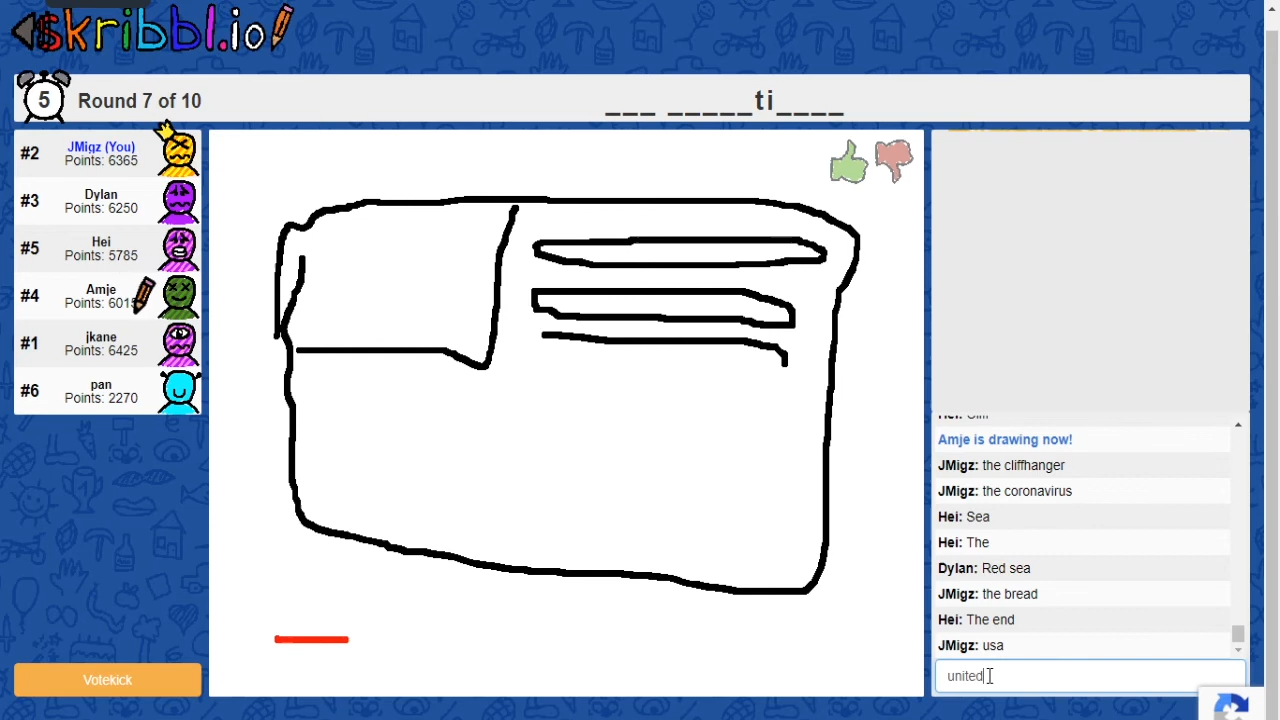 skribbl.io
5 Round 7 of 10
___ _____ti____
#2 JMigz (You)
Points: 6365
#3 Dylan
Points: 6250
#5 Hei
Points: 5785
#4 Amje
Points: 6015
#1 jkane
Points: 6425
#6 pan
Points: 2270
Votekick
Amje is drawing now!
JMigz: the cliffhanger
JMigz: the coronavirus
Hei: Sea
Hei: The
Dylan: Red sea
JMigz: the bread
Hei: The end
JMigz: usa
united